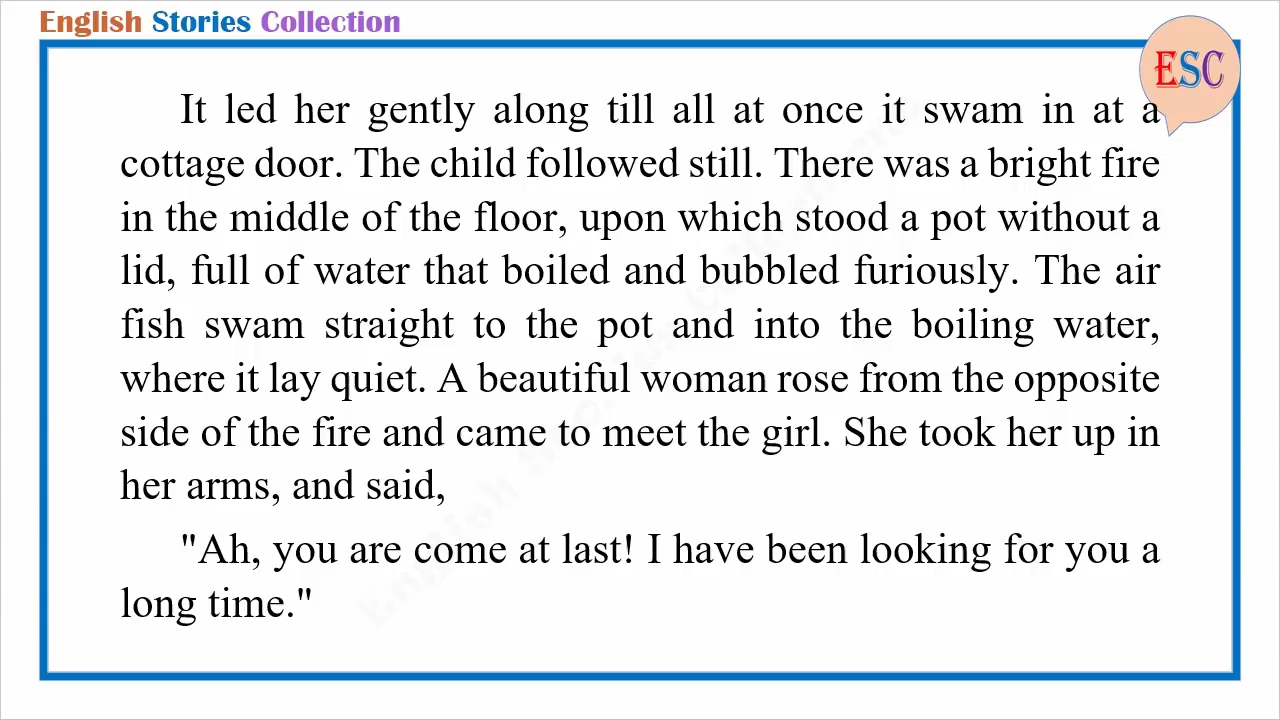 English Stories Collection
ESC
It led her gently along till all at once it swam in at a
cottage door. The child followed still. There was a bright fire
in the middle of the floor, upon which stood a pot without a
lid, full of water that boiled and bubbled furiously. The air
fish swam straight to the pot and into the boiling water,
where it lay quiet. A beautiful woman rose from the opposite
side of the fire and came to meet the girl. She took her up in
her arms, and said,
"Ah, you are come at last! I have been looking for you a
long time."